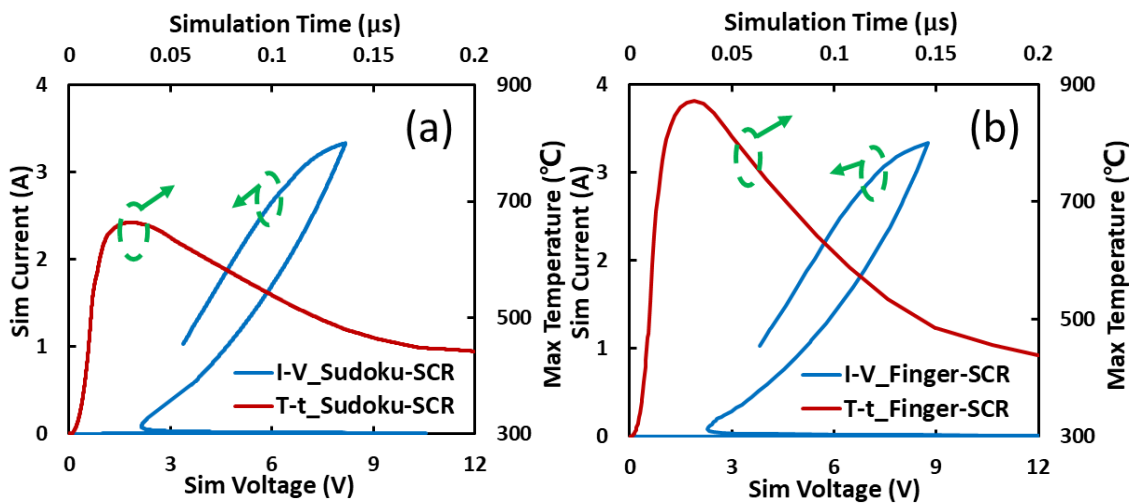 Simulation Time (μs)
0 0.05 0.1 0.15 0.2
4
3
2
1
0
Sim Current (A)
(a)
900
700
500
300
Max Temperature (℃)
I-V_Sudoku-SCR
T-t_Sudoku-SCR
0 3 6 9 12
Sim Voltage (V)
Simulation Time (μs)
0 0.05 0.1 0.15 0.2
4
3
2
1
0
Sim Current (A)
(b)
900
700
500
300
Max Temperature (℃)
I-V_Finger-SCR
T-t_Finger-SCR
0 3 6 9 12
Sim Voltage (V)